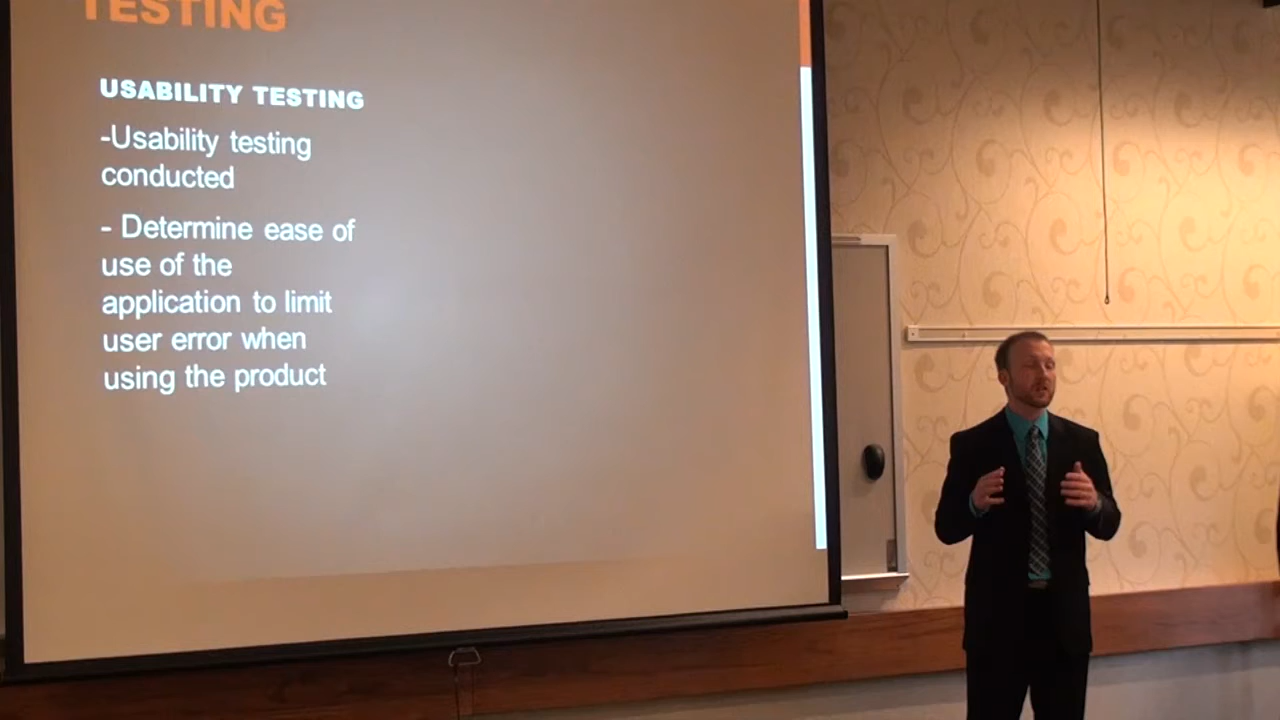 TESTING
USABILITY TESTING
-Usability testing
conducted
- Determine ease of
use of the
application to limit
user error when
using the product